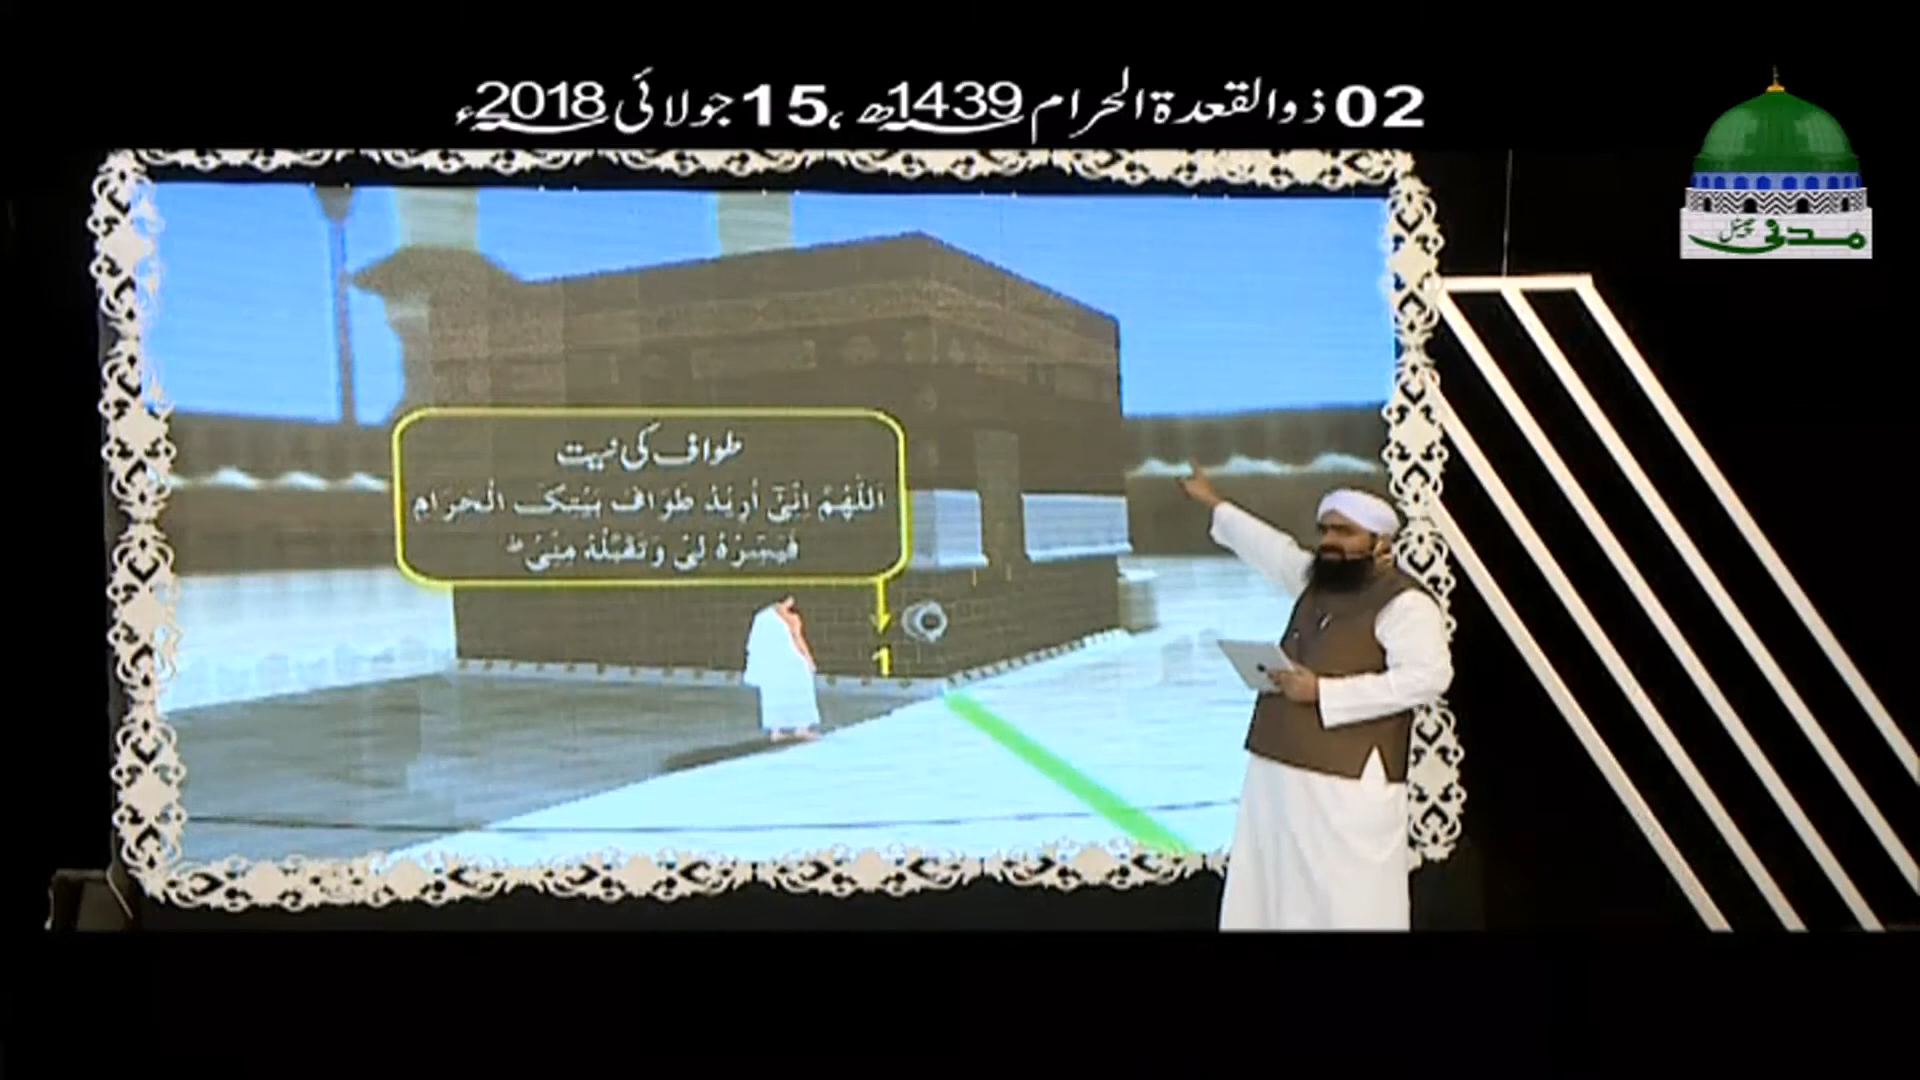 02 ذوالقعدۃ الحرام 1439ھ، 15 جولائی 2018ء
مدنی چینل
طواف کی نیت
اَللّٰهُمَّ اِنِّیْۤ اُرِیْدُ طَوَافَ بَیْتِكَ الْحَرَامِ
فَیَسِّرْهُ لِیْ وَتَقَبَّلْهُ مِنِّیْ ط
1